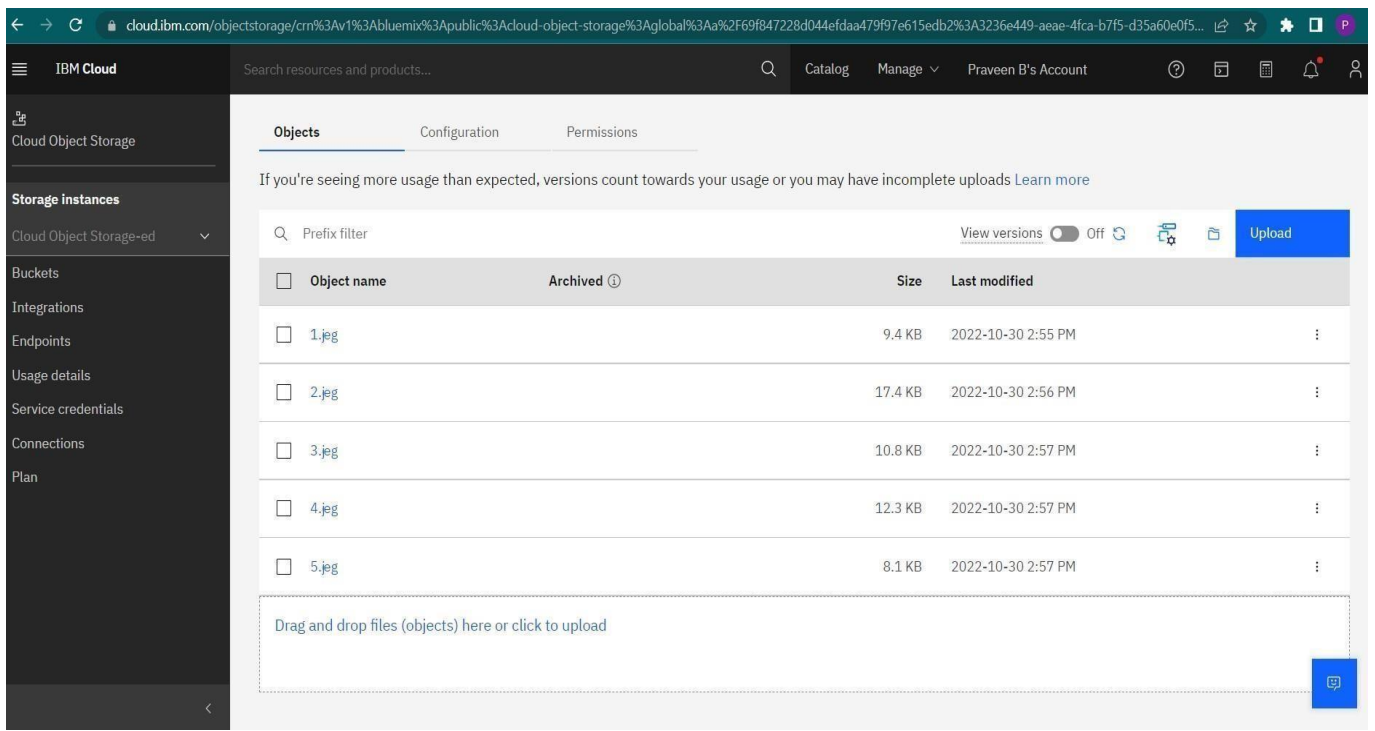 cloud.ibm.com/objectstorage/crn%3Av1%3Abluemix%3Apublic%3Acloud-object-storage%3Aglobal%3Aa%2F69f847228d044efdaa479f97e615edb2%3A3236e449-aeae-4fca-b7f5-d35a60e0f5... P
IBM Cloud Search resources and products... Catalog Manage Praveen B's Account
Cloud Object Storage
Objects Configuration Permissions
If you're seeing more usage than expected, versions count towards your usage or you may have incomplete uploads Learn more
Storage instances
Cloud Object Storage-ed
Prefix filter View versions Off Upload
Buckets
Integrations
Endpoints
Usage details
Service credentials
Connections
Plan
Object name Archived Size Last modified
1.jeg 9.4 KB 2022-10-30 2:55 PM
2.jeg 17.4 KB 2022-10-30 2:56 PM
3.jeg 10.8 KB 2022-10-30 2:57 PM
4.jeg 12.3 KB 2022-10-30 2:57 PM
5.jeg 8.1 KB 2022-10-30 2:57 PM
Drag and drop files (objects) here or click to upload